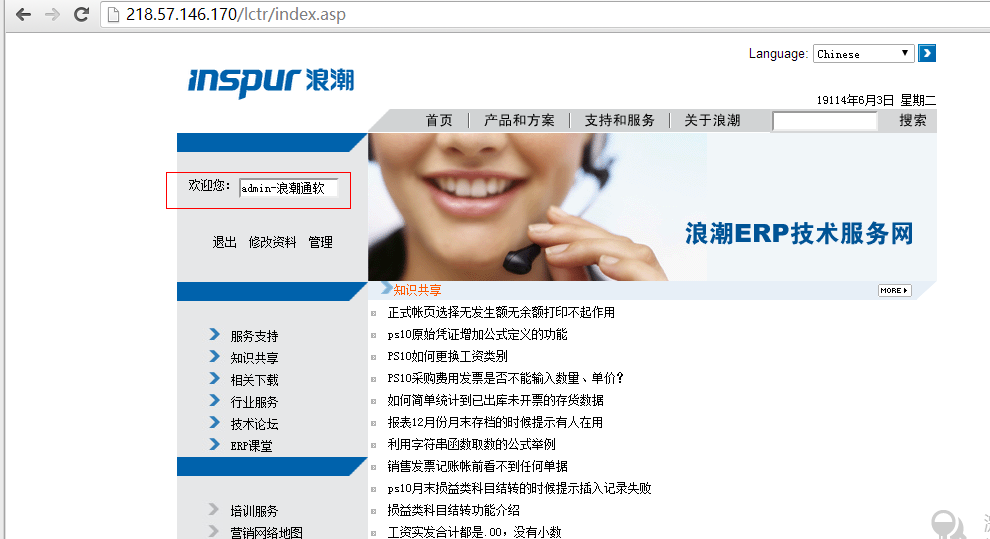 218.57.146.170/lctr/index.asp
Language: Chinese
inspur 浪潮
19114年6月3日 星期二
首页 产品和方案 支持和服务 关于浪潮 搜索
欢迎您: admin-浪潮通软
退出 修改资料 管理
浪潮ERP技术服务网
知识共享 MORE
正式帐页选择无发生额无余额打印不起作用
ps10原始凭证增加公式定义的功能
PS10如何更换工资类别
PS10采购费用发票是否不能输入数量、单价?
如何简单统计到已出库未开票的存货数据
报表12月份月末存档的时候提示有人在用
利用字符串函数取数的公式举例
销售发票记账帐前看不到任何单据
ps10月末损益类科目结转的时候提示插入记录失败
损益类科目结转功能介绍
工资实发合计都是.00，没有小数
服务支持
知识共享
相关下载
行业服务
技术论坛
ERP课堂
培训服务
营销网络地图